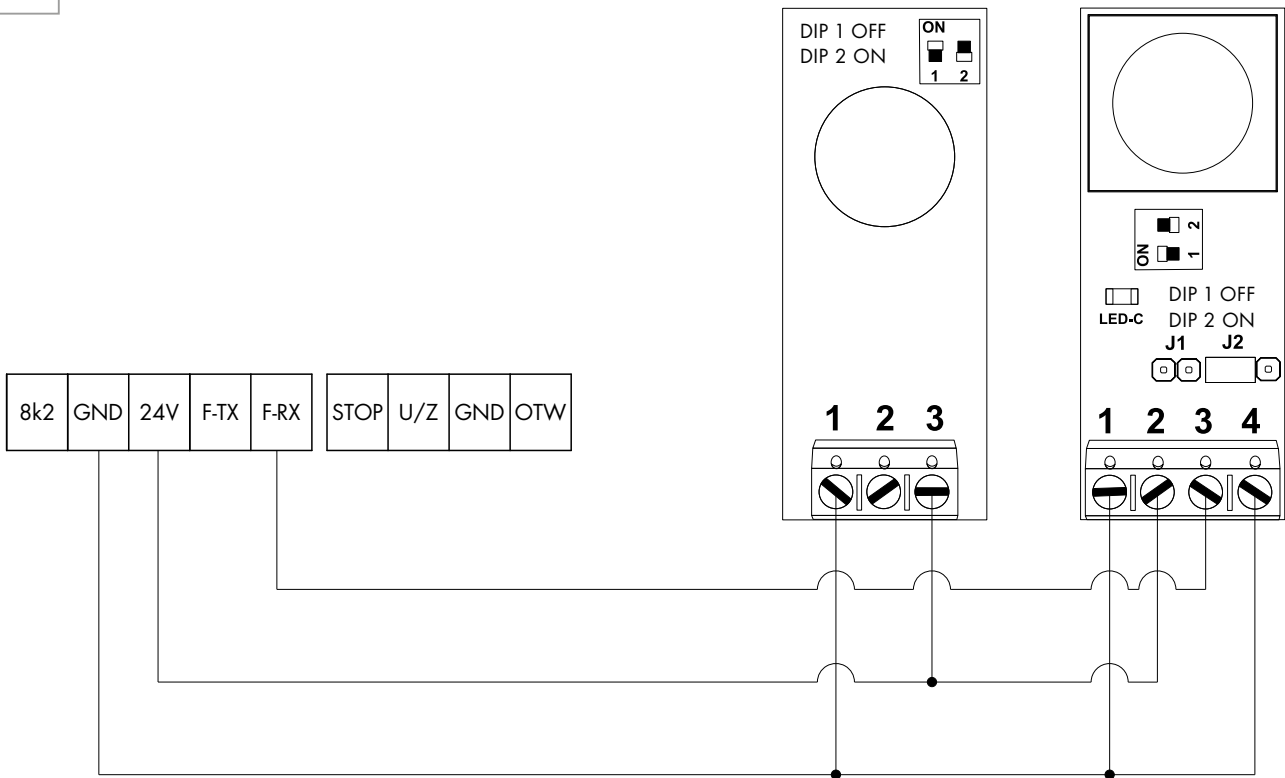 DIP 1 OFF
DIP 2 ON
ON
1 2
2
ON 1
LED-C
DIP 1 OFF
DIP 2 ON
J1 J2
8k2 GND 24V F-TX F-RX STOP U/Z GND OTW
1 2 3
1 2 3 4